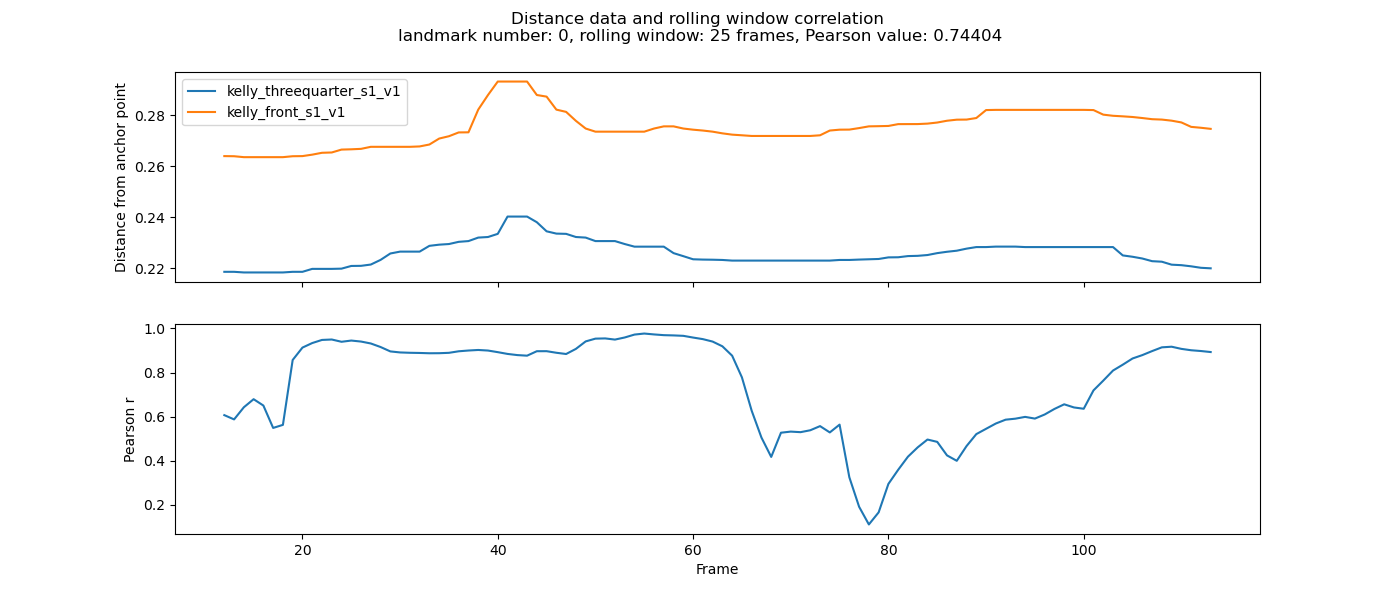 Distance data and rolling window correlation
landmark number: 0, rolling window: 25 frames, Pearson value: 0.74404
Distance from anchor point
0.28
0.26
0.24
0.22
kelly_threequarter_s1_v1
kelly_front_s1_v1
Pearson r
1.0
0.8
0.6
0.4
0.2
20 40 60 80 100
Frame